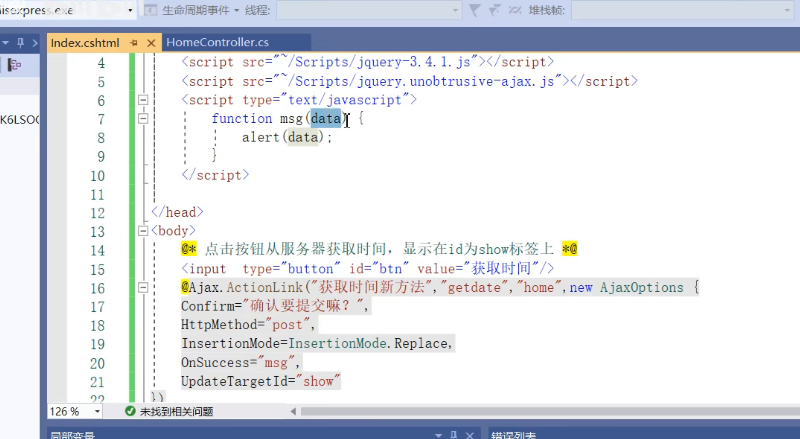 isexpress.exe 生命周期事件 线程: 堆栈帧:
Index.cshtml HomeController.cs
4 <script src="~/Scripts/jquery-3.4.1.js"></script>
5 <script src="~/Scripts/jquery.unobtrusive-ajax.js"></script>
6 <script type="text/javascript">
7 function msg(data) {
8 alert(data);
9 }
10 </script>
11
12 </head>
13 <body>
14 @* 点击按钮从服务器获取时间，显示在id为show标签上 *@
15 <input type="button" id="btn" value="获取时间"/>
16 @Ajax.ActionLink("获取时间新方法","getdate","home",new AjaxOptions {
17 Confirm="确认要提交嘛？",
18 HttpMethod="post",
19 InsertionMode=InsertionMode.Replace,
20 OnSuccess="msg",
21 UpdateTargetId="show"
22 })
K6LSO
126 % 未找到相关问题
局部变量 错误列表